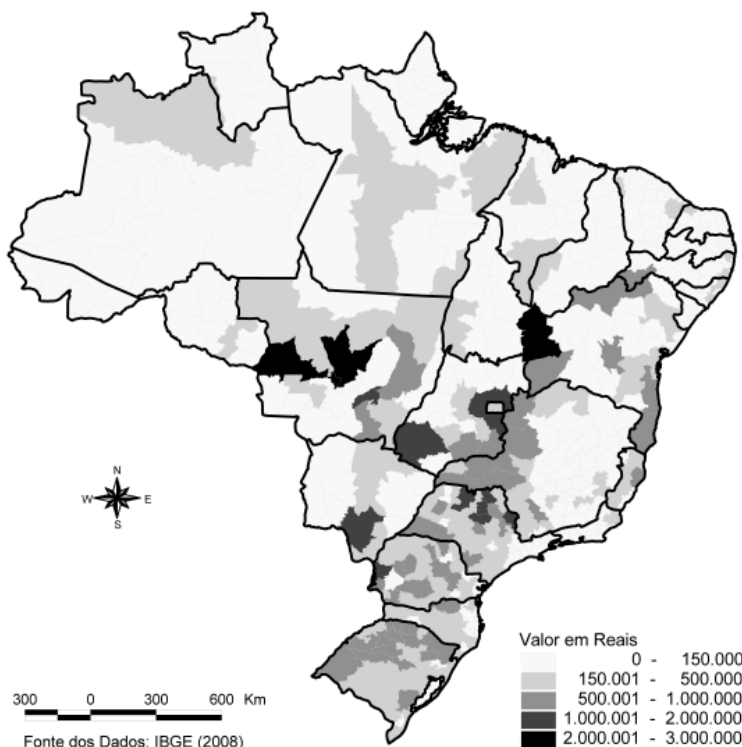 N
W E
S
Valor em Reais
0 - 150.000
150.001 - 500.000
500.001 - 1.000.000
1.000.001 - 2.000.000
2.000.001 - 3.000.000
300 0 300 600 Km
Fonte dos Dados: IBGE (2008)